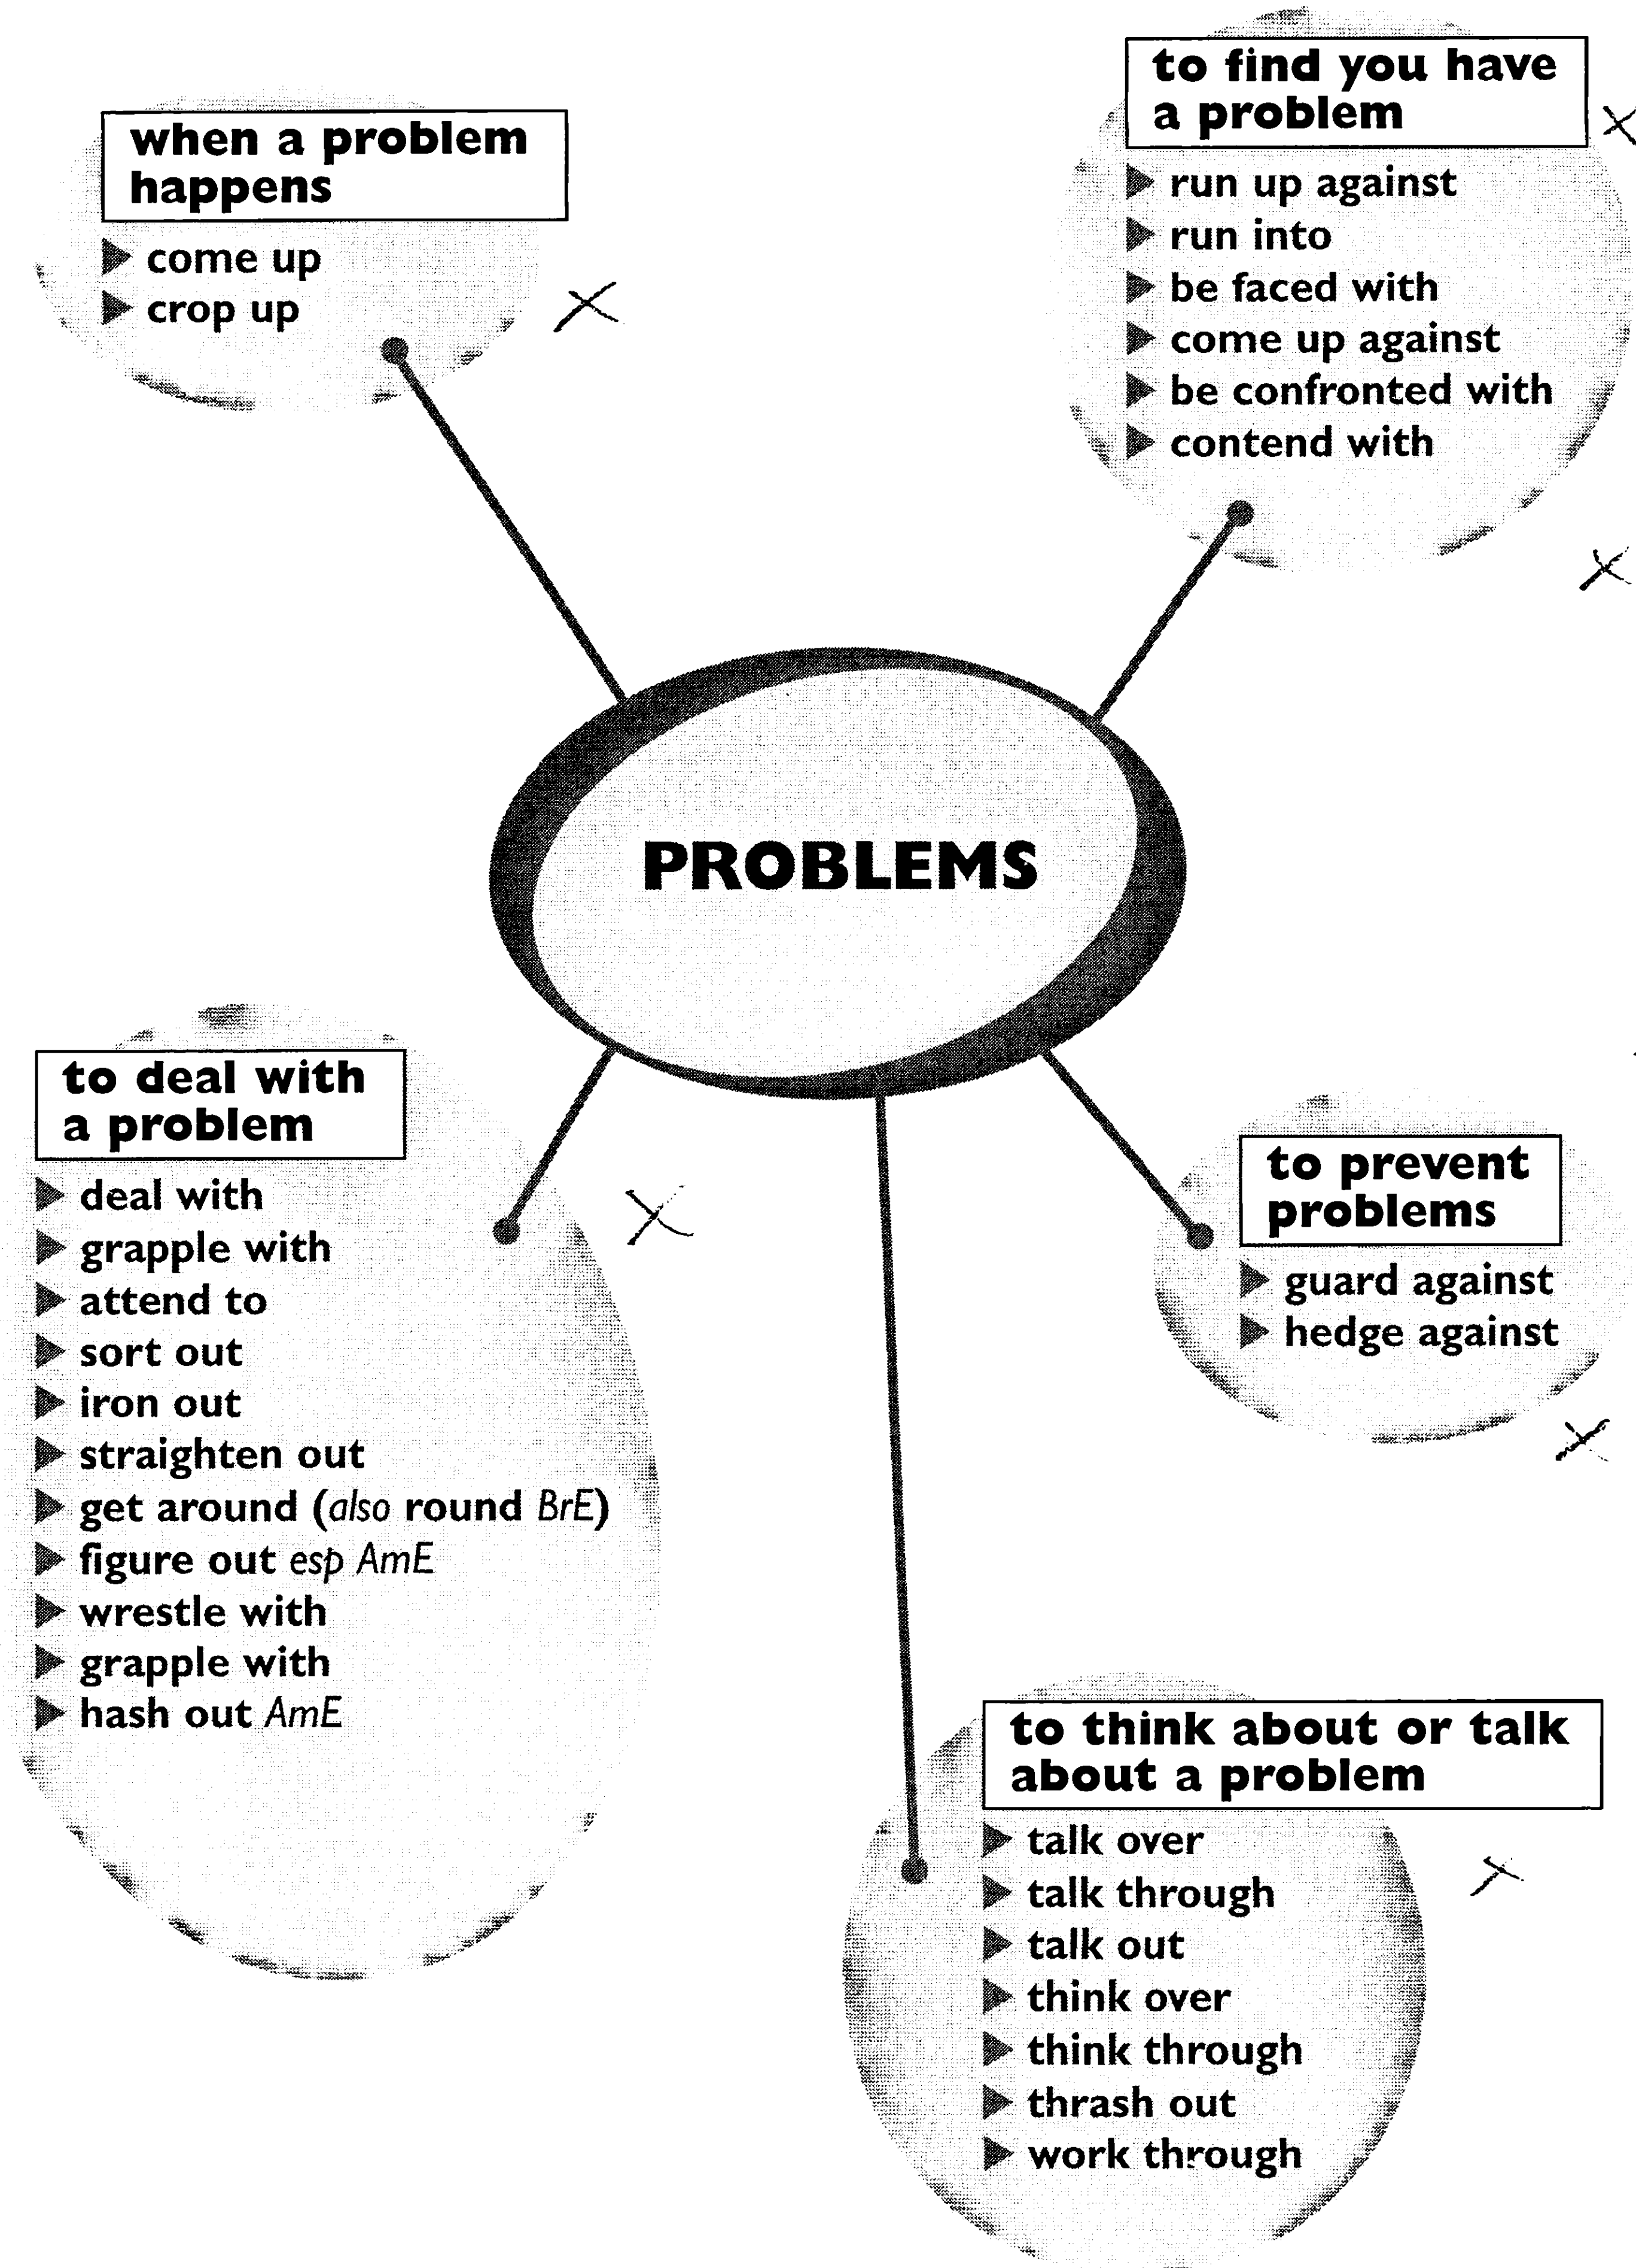 when a problem
happens
▶ come up
▶ crop up
to find you have
a problem
▶ run up against
▶ run into
▶ be faced with
▶ come up against
▶ be confronted with
▶ contend with
PROBLEMS
to deal with
a problem
▶ deal with
▶ grapple with
▶ attend to
▶ sort out
▶ iron out
▶ straighten out
▶ get around (also round BrE)
▶ figure out esp AmE
▶ wrestle with
▶ grapple with
▶ hash out AmE
to prevent
problems
▶ guard against
▶ hedge against
to think about or talk
about a problem
▶ talk over
▶ talk through
▶ talk out
▶ think over
▶ think through
▶ thrash out
▶ work through